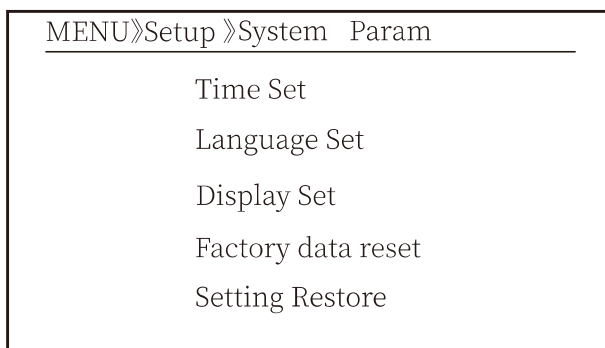 MENU》Setup 》System Param
Time Set
Language Set
Display Set
Factory data reset
Setting Restore